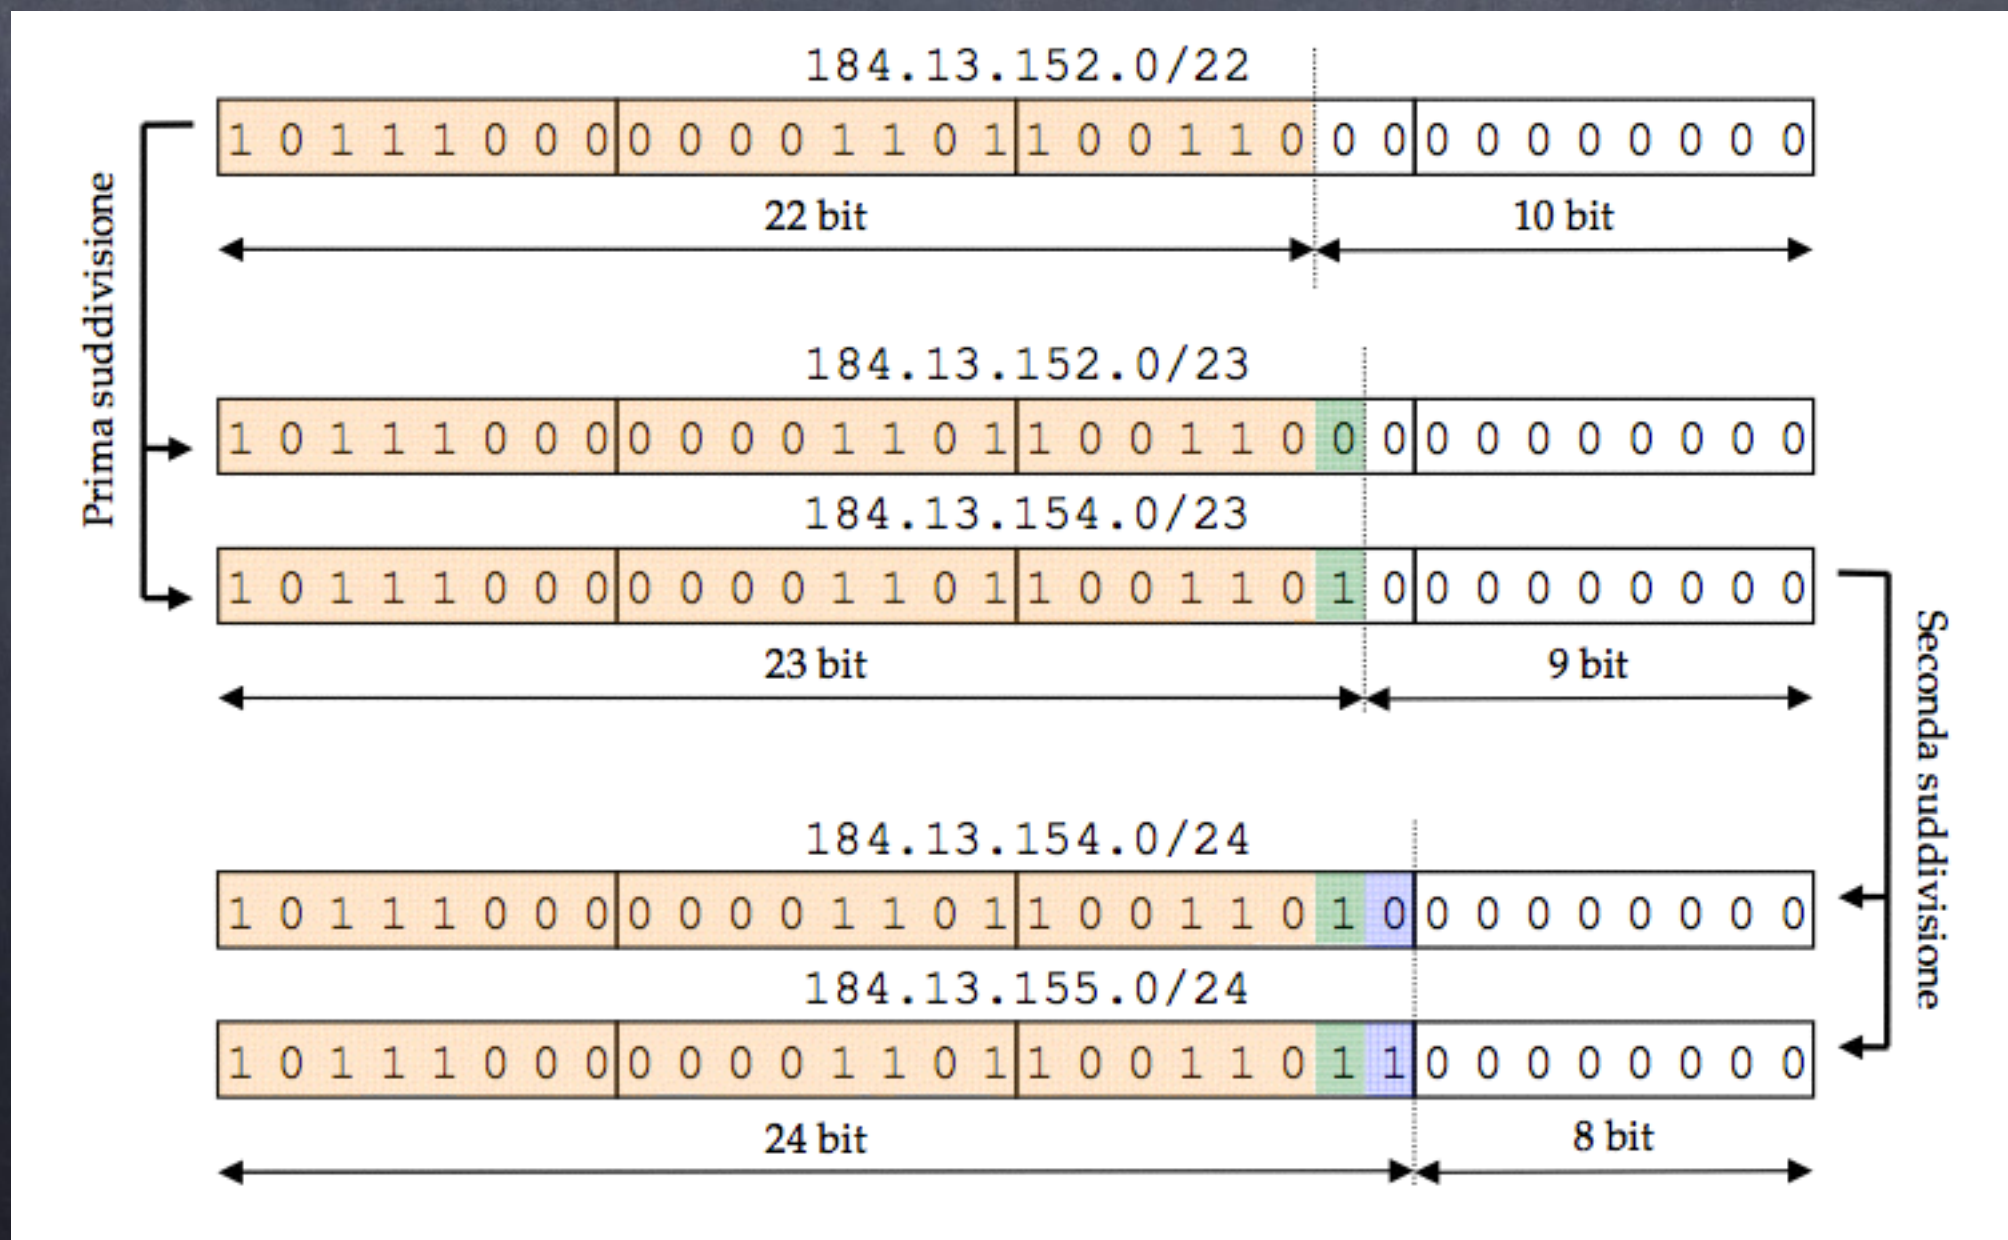 184.13.152.0/22
1 0 1 1 1 0 0 0 0 0 0 0 1 1 0 1 1 0 0 1 1 0 0 0 0 0 0 0 0 0 0 0
22 bit 10 bit
Prima suddivisione
184.13.152.0/23
1 0 1 1 1 0 0 0 0 0 0 0 1 1 0 1 1 0 0 1 1 0 0 0 0 0 0 0 0 0 0 0
184.13.154.0/23
1 0 1 1 1 0 0 0 0 0 0 0 1 1 0 1 1 0 0 1 1 0 1 0 0 0 0 0 0 0 0 0
23 bit 9 bit
Seconda suddivisione
184.13.154.0/24
1 0 1 1 1 0 0 0 0 0 0 0 1 1 0 1 1 0 0 1 1 0 1 0 0 0 0 0 0 0 0 0
184.13.155.0/24
1 0 1 1 1 0 0 0 0 0 0 0 1 1 0 1 1 0 0 1 1 0 1 1 0 0 0 0 0 0 0 0
24 bit 8 bit